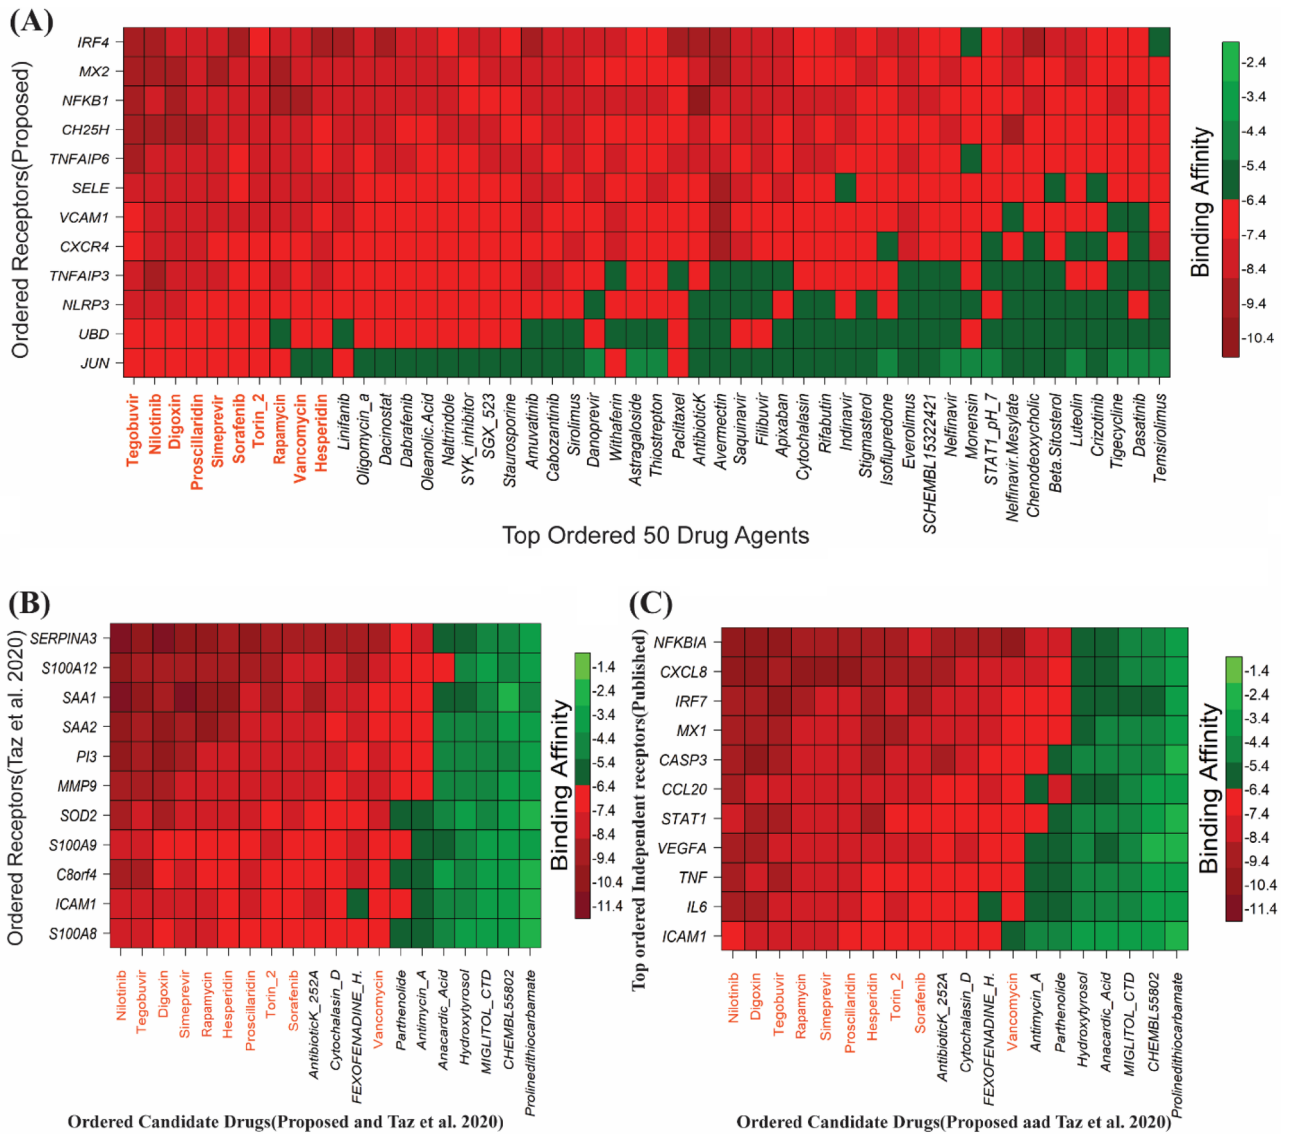 (A)
Ordered Receptors(Proposed)
IRF4
MX2
NFKB1
CH25H
TNFAIP6
SELE
VCAM1
CXCR4
TNFAIP3
NLRP3
UBD
JUN
Binding Affinity
-2.4
-3.4
-4.4
-5.4
-6.4
-7.4
-8.4
-9.4
-10.4
Tegobuvir
Nilotinib
Digoxin
Proscillaridin
Simeprevir
Sorafenib
Torin_2
Rapamycin
Vancomycin
Hesperidin
Linifanib
Oligomycin_a
Dacinostat
Dabrafenib
Oleanolic.Acid
Naltrindole
SYK_inhibitor
SGX_523
Staurosporine
Amuvatinib
Cabozatinib
Sirolimus
Danoprevir
Withaferin
Astragaloside
Thiostrepton
Paclitaxel
AntibioticK
Avermectin
Saquinavir
Filibuvir
Apixaban
Cytochalasin
Rifabutin
Indinavir
Stigmasterol
Isoflupredone
Everolimus
SCHEMBL15322421
Nelfinavir
Monensin
STAT1_pH_7
Nelfinavir.Mesylate
Chenodeoxycholic
Beta.Sitosterol
Luteolin
Crizotinib
Tigecycline
Dasatinib
Temsirolimus
Top Ordered 50 Drug Agents
(B)
Ordered Receptors(Taz et al. 2020)
SERPINA3
S100A12
SAA1
SAA2
PI3
MMP9
SOD2
S100A9
C8orf4
ICAM1
S100A8
Binding Affinity
-1.4
-2.4
-3.4
-4.4
-5.4
-6.4
-7.4
-8.4
-9.4
-10.4
-11.4
Nilotinib
Tegobuvir
Digoxin
Simeprevir
Rapamycin
Hesperidin
Proscillaridin
Torin_2
Sorafenib
AntibioticK_252A
Cytochalasin_D
FEXOFENADINE_H.
Vancomycin
Parthenolide
Antimycin_A
Anacardic_Acid
Hydroxytyrosol
MIGLITOL_CTD
CHEMBL55802
Prolinedithiocarbamate
Ordered Candidate Drugs(Proposed and Taz et al. 2020)
(C)
Top ordered Independent receptors(Published)
NFKBIA
CXCL8
IRF7
MX1
CASP3
CCL20
STAT1
VEGFA
TNF
IL6
ICAM1
Binding Affinity
-1.4
-2.4
-3.4
-4.4
-5.4
-6.4
-7.4
-8.4
-9.4
-10.4
-11.4
Nilotinib
Digoxin
Tegobuvir
Rapamycin
Simeprevir
Proscillaridin
Hesperidin
Torin_2
Sorafenib
AntibioticK_252A
Cytochalasin_D
FEXOFENADINE_H.
Vancomycin
Antimycin_A
Parthenolide
Hydroxytyrosol
Anacardic_Acid
MIGLITOL_CTD
CHEMBL55802
Prolinedithiocarbamate
Ordered Candidate Drugs(Proposed aad Taz et al. 2020)